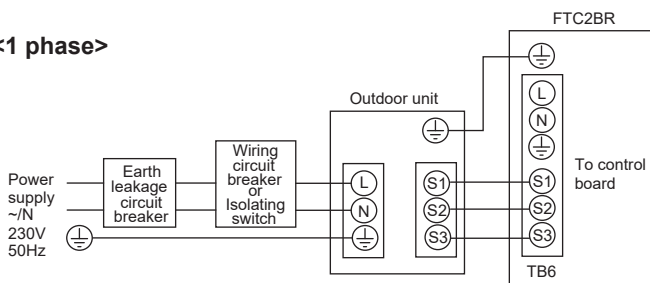 <1 phase>
FTC2BR
Outdoor unit
Power
supply
~/N
230V
50Hz
Earth
leakage
circuit
breaker
Wiring
circuit
breaker
or
Isolating
switch
L
N
S1
S2
S3
L
N
S1
S2
S3
To control
board
TB6